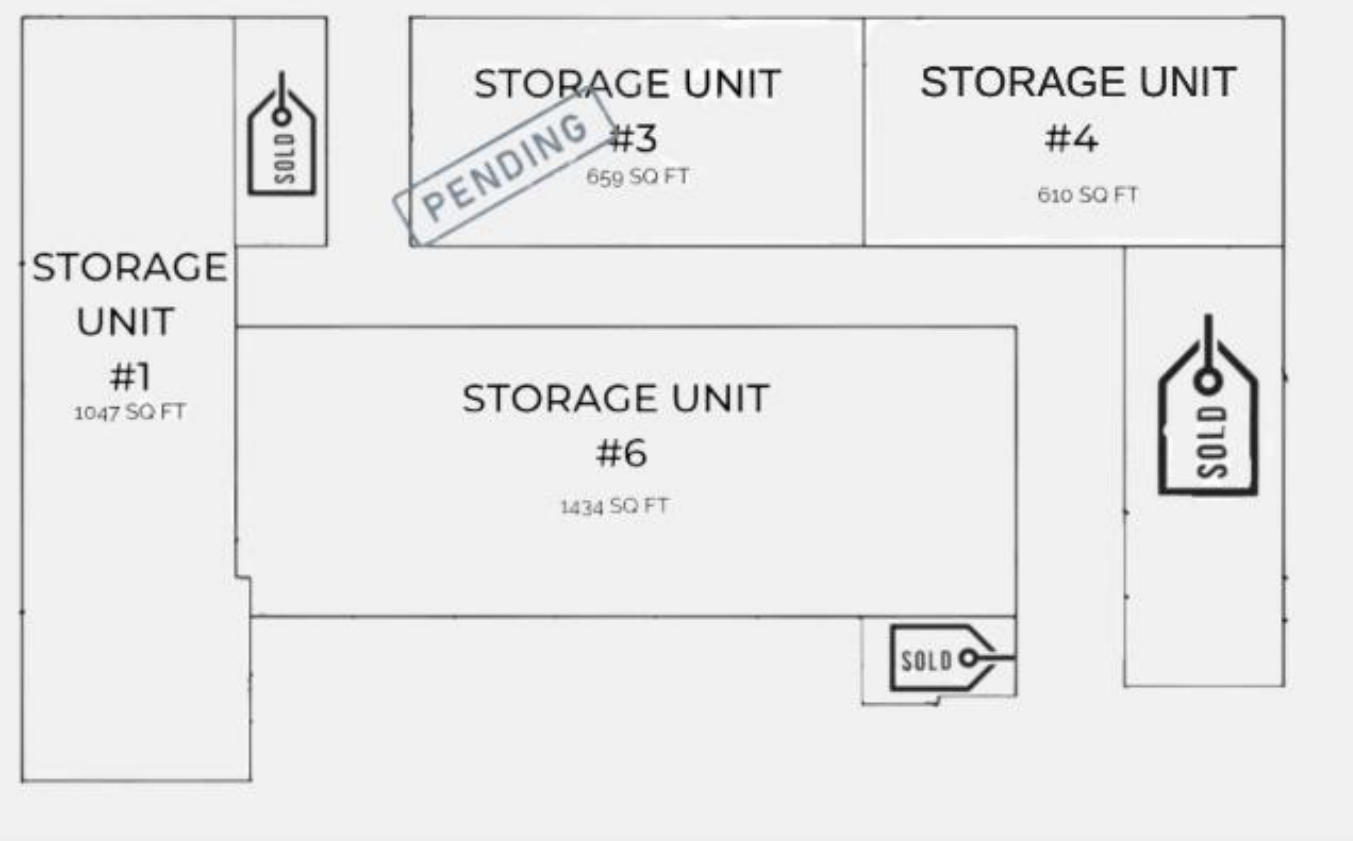 STORAGE
UNIT
#1
1047 SQ FT
SOLD
STORAGE UNIT
#3
659 SQ FT
PENDING
STORAGE UNIT
#4
610 SQ FT
STORAGE UNIT
#6
1434 SQ FT
SOLD
SOLD